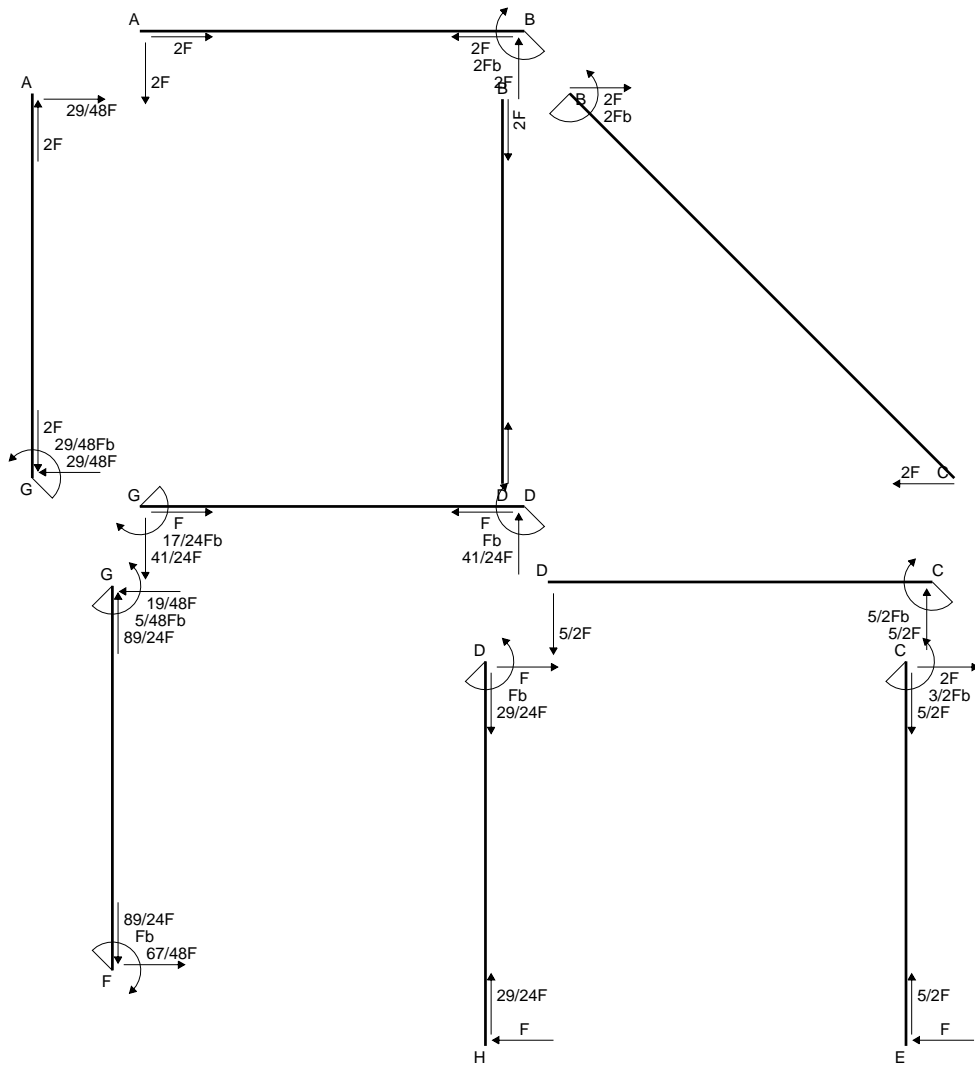 A
B
2F
2F
2Fb
2F
2F
A
29/48F
2F
B
2F
B
2F
2Fb
2F
29/48Fb
29/48F
G
2F
C
G
D
D
F
17/24Fb
41/24F
F
Fb
41/24F
G
19/48F
5/48Fb
89/24F
D
C
5/2F
5/2Fb
5/2F
D
F
Fb
29/24F
C
2F
3/2Fb
5/2F
89/24F
Fb
67/48F
F
29/24F
F
H
5/2F
F
E